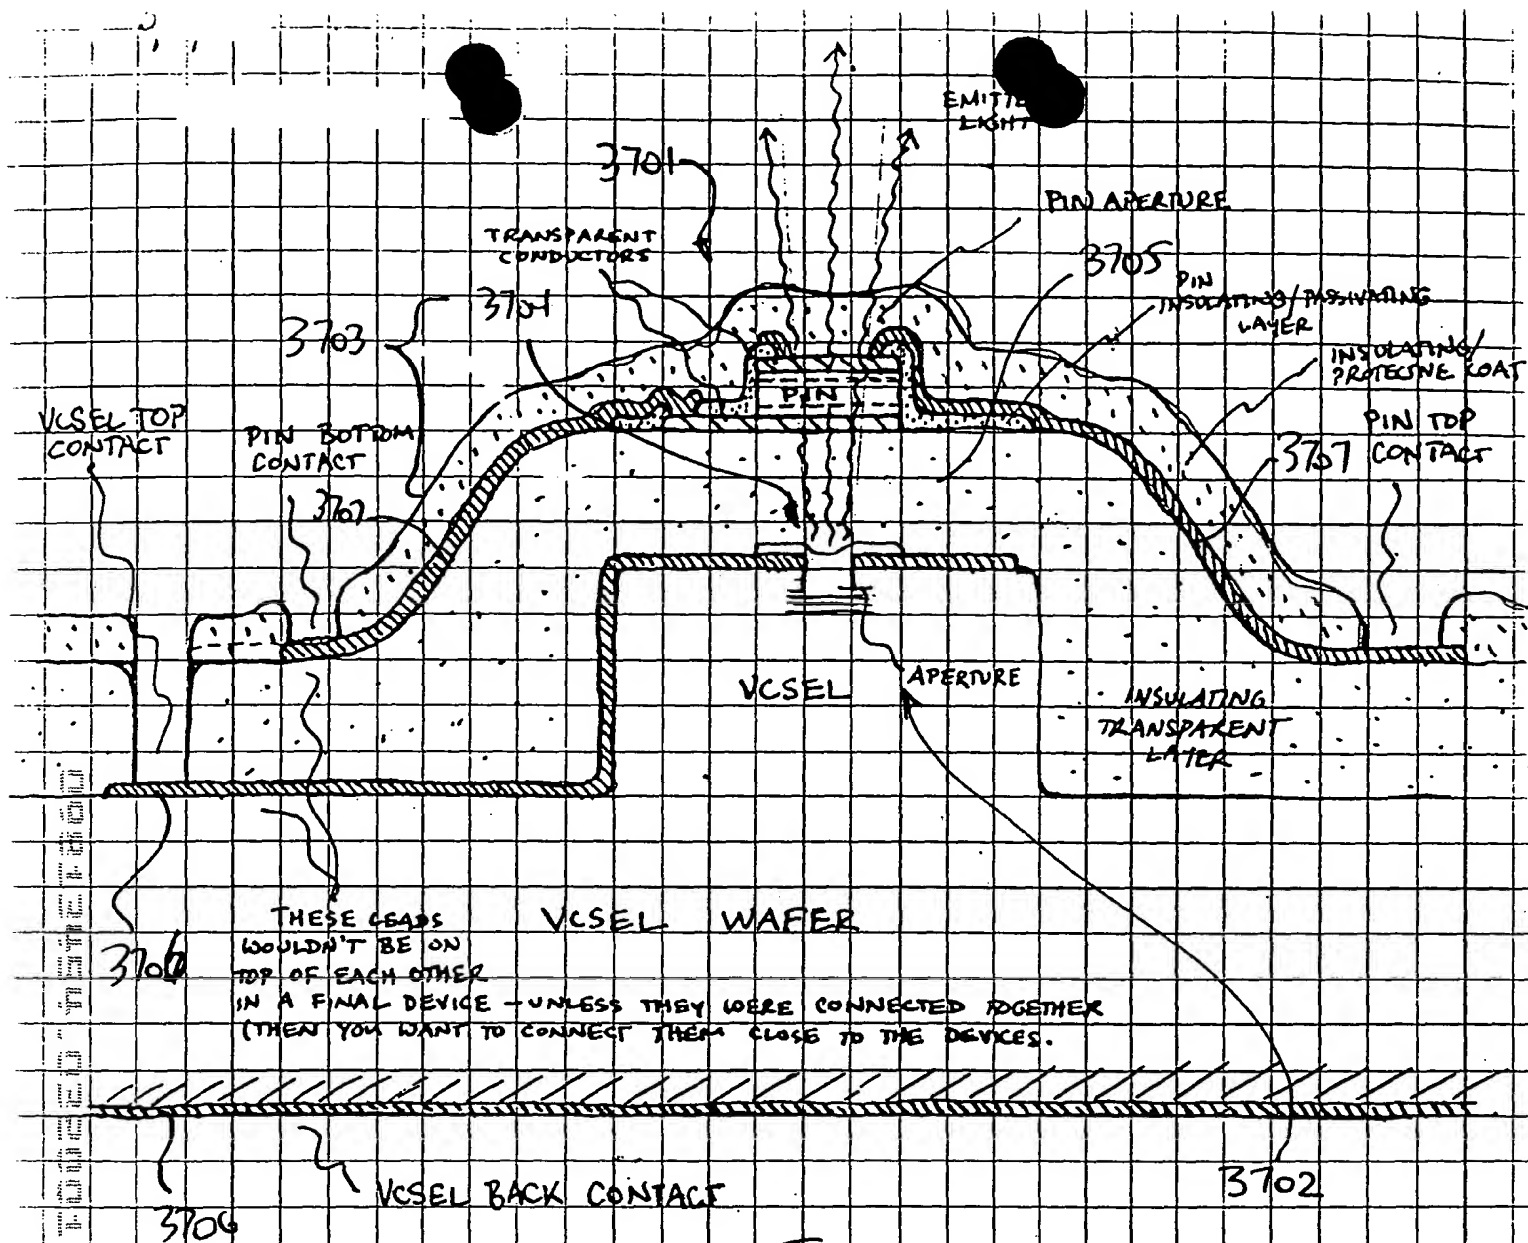 EMITTE
LIGHT
3701
PIN APERTURE
TRANSPARENT
CONDUCTORS
3705
PIN
INSULATING/PASSIVATING
LAYER
3704
3703
INSULATING/
PROTECTIVE COAT
PIN
VCSEL TOP
CONTACT
PIN BOTTOM
CONTACT
PIN TOP
CONTACT
3707
3707
VCSEL
APERTURE
INSULATING
TRANSPARENT
LAYER
THESE LEADS
WOULDN'T BE ON
TOP OF EACH OTHER
IN A FINAL DEVICE - UNLESS THEY WERE CONNECTED TOGETHER
(THEN YOU WANT TO CONNECT THEM CLOSE TO THE DEVICES.
VCSEL WAFER
3706
VCSEL BACK CONTACT
3702
3706